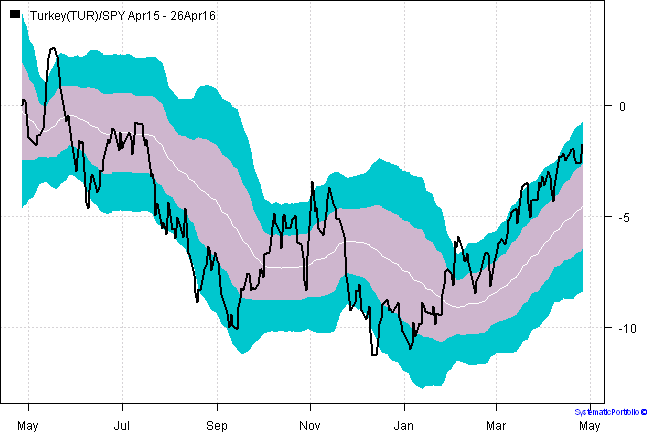 Turkey(TUR)/SPY Apr15 - 26Apr16
0
-5
-10
SystematicPortfolio ©
May Jul Sep Nov Jan Mar May